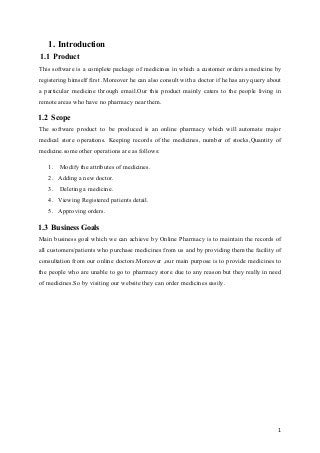 1. Introduction
1.1 Product
This software is a complete package of medicines in which a customer orders a medicine by
registering himself first . Moreover he can also consult with a doctor if he has any query about
a particular medicine through email.Our this product mainly caters to the people living in
remote areas who have no pharmacy near them.
1.2 Scope
The software product to be produced is an online pharmacy which will automate major
medical store operations. Keeping records of the medicines, number of stocks,Quantity of
medicine.some other operations are as follows:
1. Modify the attributes of medicines.
2. Adding a new doctor.
3. Deleting a medicine.
4. Viewing Registered patients detail.
5. Approving orders.
1.3 Business Goals
Main business goal which we can achieve by Online Pharmacy is to maintain the records of
all customers/patients who purchase medicines from us and by providing them the facility of
consultation from our online doctors.Moreover ,our main purpose is to provide medicines to
the people who are unable to go to pharmacy store due to any reason but they really in need
of medicines.So by visiting our website they can order medicines easily.
1